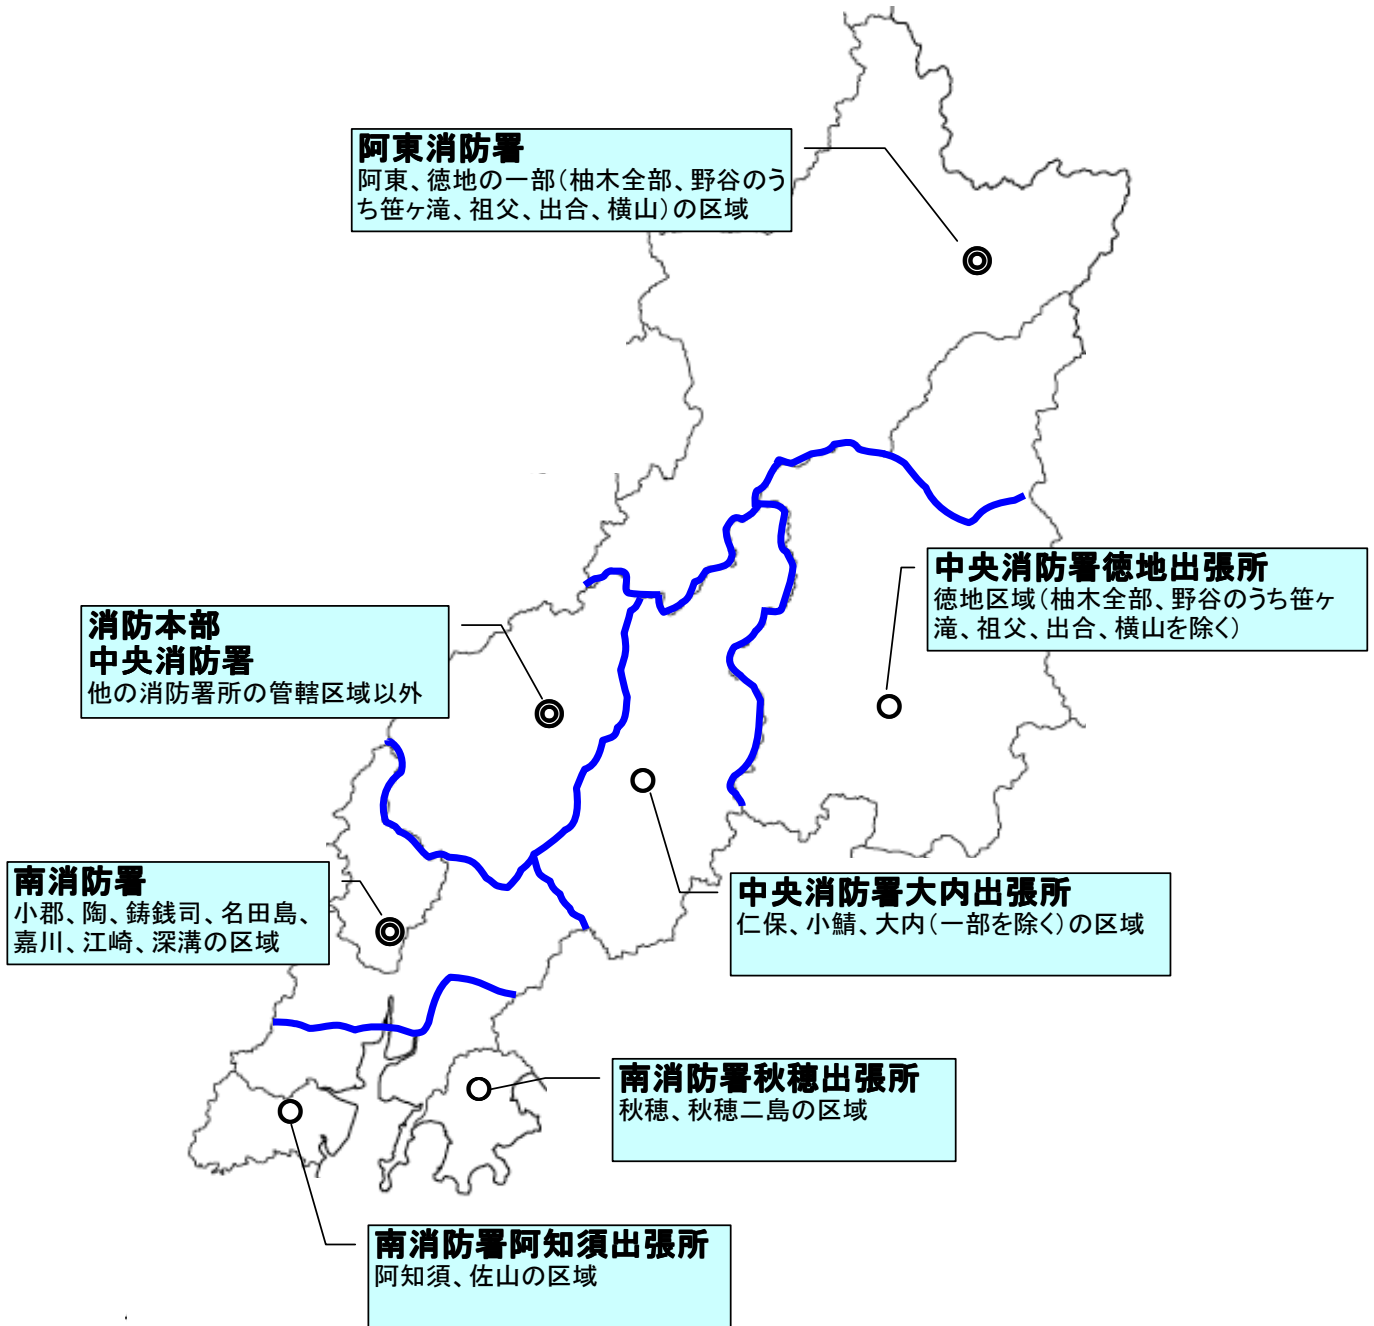 阿東消防署
阿東、徳地の一部（柚木全部、野谷のう
ち笹ヶ滝、祖父、出合、横山）の区域
中央消防署徳地出張所
徳地区域（柚木全部、野谷のうち笹ヶ
滝、祖父、出合、横山を除く）
消防本部
中央消防署
他の消防署所の管轄区域以外
南消防署
小郡、陶、鋳銭司、名田島、
嘉川、江崎、深溝の区域
中央消防署大内出張所
仁保、小鯖、大内（一部を除く）の区域
南消防署秋穂出張所
秋穂、秋穂二島の区域
南消防署阿知須出張所
阿知須、佐山の区域